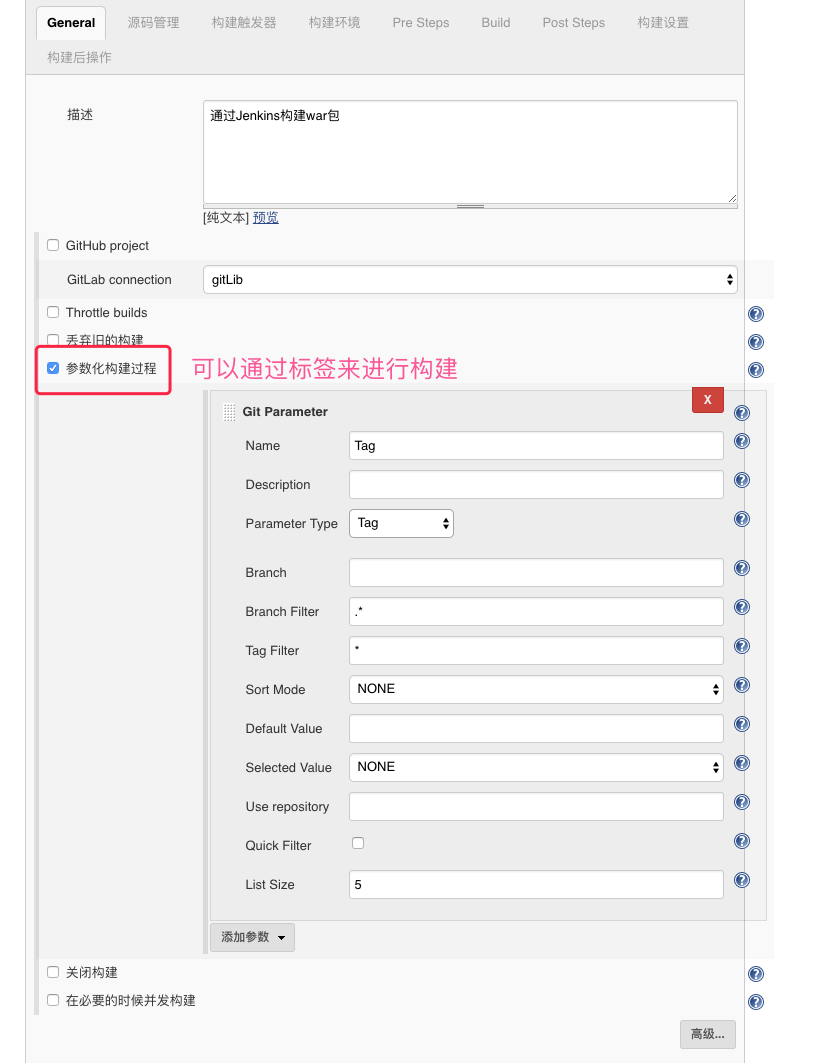 General 源码管理 构建触发器 构建环境 Pre Steps Build Post Steps 构建设置
构建后操作
描述
通过Jenkins构建war包
[纯文本] 预览
GitHub project
GitLab connection gitLib
Throttle builds
丢弃旧的构建
参数化构建过程 可以通过标签来进行构建
X
Git Parameter
Name Tag
Description
Parameter Type Tag
Branch
Branch Filter .*
Tag Filter *
Sort Mode NONE
Default Value
Selected Value NONE
Use repository
Quick Filter
List Size 5
添加参数
关闭构建
在必要的时候并发构建
高级...